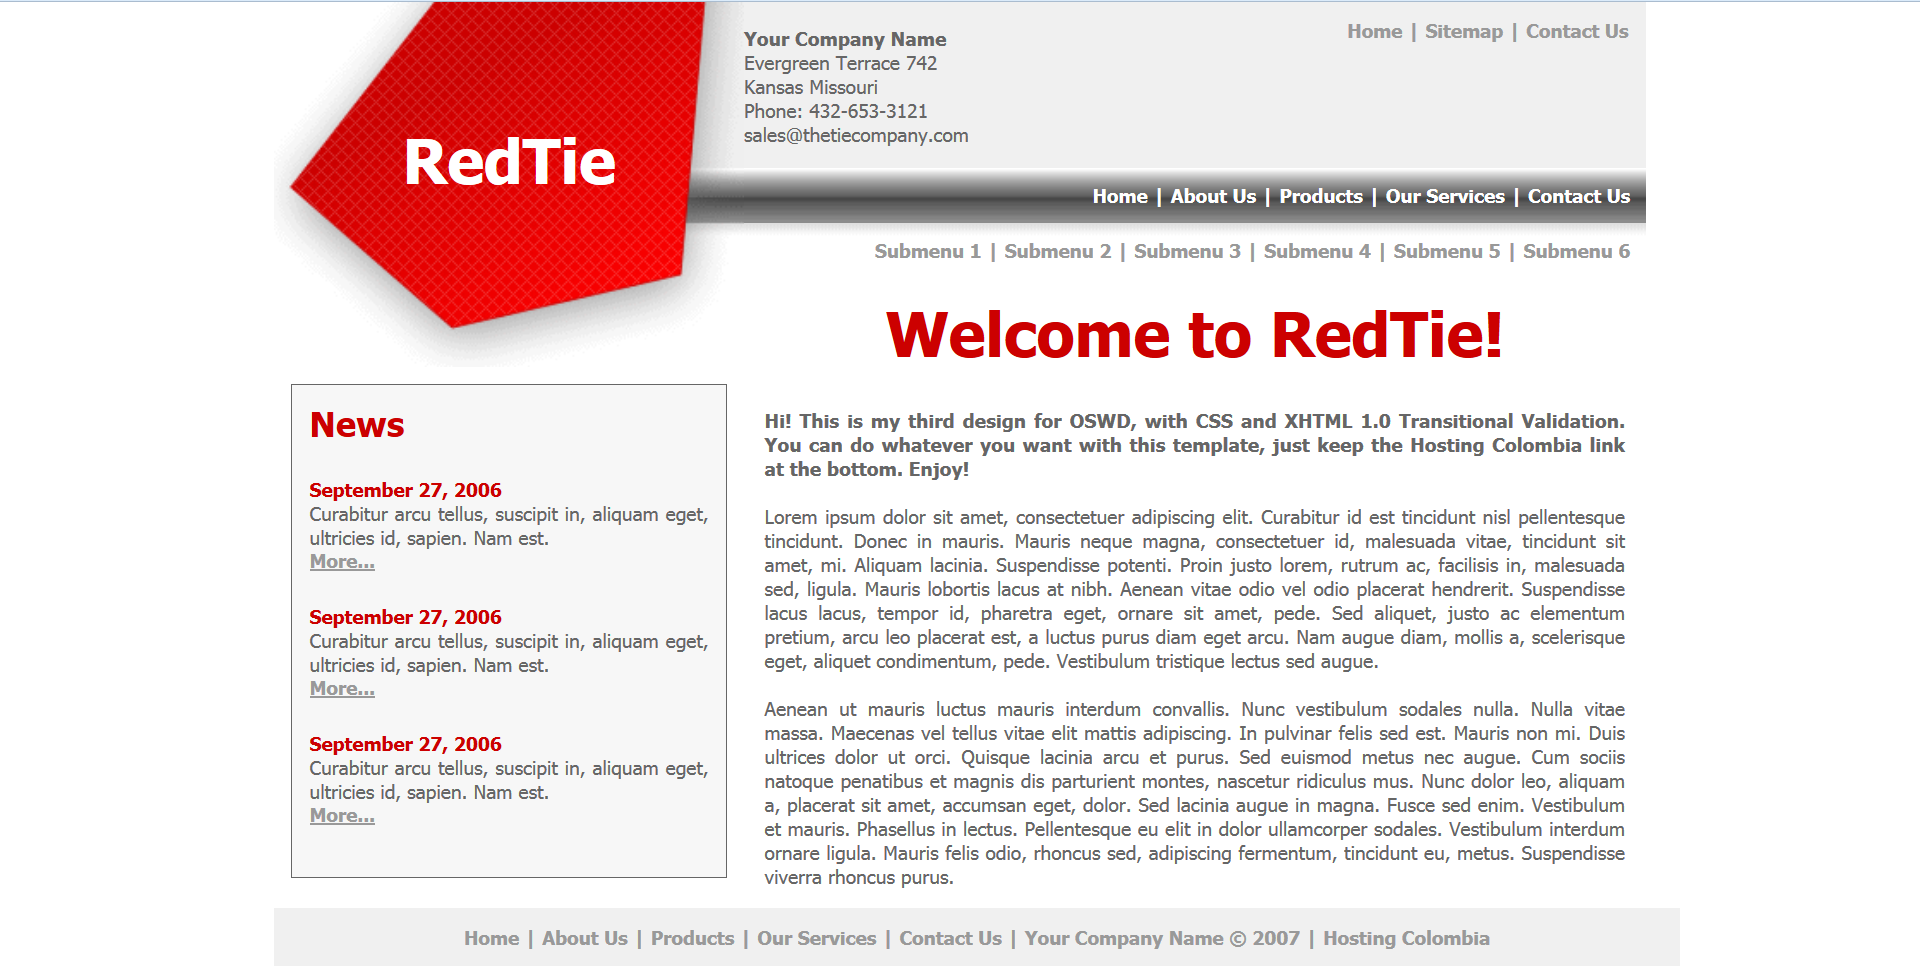 RedTie
Your Company Name
Evergreen Terrace 742
Kansas Missouri
Phone: 432-653-3121
sales@thetiecompany.com
Home | Sitemap | Contact Us
Home | About Us | Products | Our Services | Contact Us
Submenu 1 | Submenu 2 | Submenu 3 | Submenu 4 | Submenu 5 | Submenu 6
News
September 27, 2006
Curabitur arcu tellus, suscipit in, aliquam eget,
ultricies id, sapien. Nam est.
More...
September 27, 2006
Curabitur arcu tellus, suscipit in, aliquam eget,
ultricies id, sapien. Nam est.
More...
September 27, 2006
Curabitur arcu tellus, suscipit in, aliquam eget,
ultricies id, sapien. Nam est.
More...
Welcome to RedTie!
Hi! This is my third design for OSWD, with CSS and XHTML 1.0 Transitional Validation.
You can do whatever you want with this template, just keep the Hosting Colombia link
at the bottom. Enjoy!
Lorem ipsum dolor sit amet, consectetuer adipiscing elit. Curabitur id est tincidunt nisl pellentesque
tincidunt. Donec in mauris. Mauris neque magna, consectetuer id, malesuada vitae, tincidunt sit
amet, mi. Aliquam lacinia. Suspendisse potenti. Proin justo lorem, rutrum ac, facilisis in, malesuada
sed, ligula. Mauris lobortis lacus at nibh. Aenean vitae odio vel odio placerat hendrerit. Suspendisse
lacus lacus, tempor id, pharetra eget, ornare sit amet, pede. Sed aliquet, justo ac elementum
pretium, arcu leo placerat est, a luctus purus diam eget arcu. Nam augue diam, mollis a, scelerisque
eget, aliquet condimentum, pede. Vestibulum tristique lectus sed augue.
Aenean ut mauris luctus mauris interdum convallis. Nunc vestibulum sodales nulla. Nulla vitae
massa. Maecenas vel tellus vitae elit mattis adipiscing. In pulvinar felis sed est. Mauris non mi. Duis
ultrices dolor ut orci. Quisque lacinia arcu et purus. Sed euismod metus nec augue. Cum sociis
natoque penatibus et magnis dis parturient montes, nascetur ridiculus mus. Nunc dolor leo, aliquam
a, placerat sit amet, accumsan eget, dolor. Sed lacinia augue in magna. Fusce sed enim. Vestibulum
et mauris. Phasellus in lectus. Pellentesque eu elit in dolor ullamcorper sodales. Vestibulum interdum
ornare ligula. Mauris felis odio, rhoncus sed, adipiscing fermentum, tincidunt eu, metus. Suspendisse
viverra rhoncus purus.
Home | About Us | Products | Our Services | Contact Us | Your Company Name © 2007 | Hosting Colombia